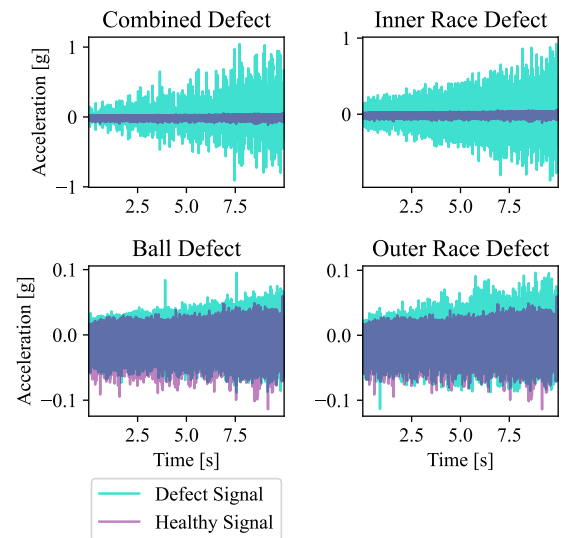 Combined Defect
Inner Race Defect
Acceleration [g]
1
0
−1
2.5 5.0 7.5
1
0
2.5 5.0 7.5
Ball Defect
Outer Race Defect
Acceleration [g]
0.1
0.0
−0.1
2.5 5.0 7.5
Time [s]
0.1
0.0
−0.1
2.5 5.0 7.5
Time [s]
Defect Signal
Healthy Signal